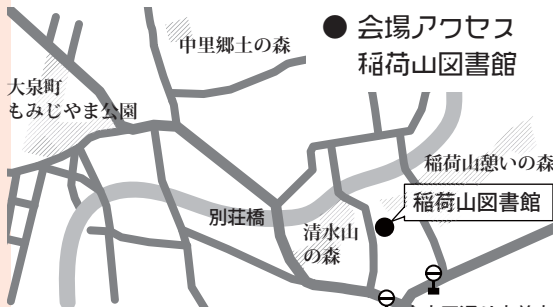 ● 会場アクセス
稲荷山図書館
中里郷土の森
大泉町
もみじやま公園
稲荷山憩いの森
稲荷山図書館
別荘橋
清水山
の森